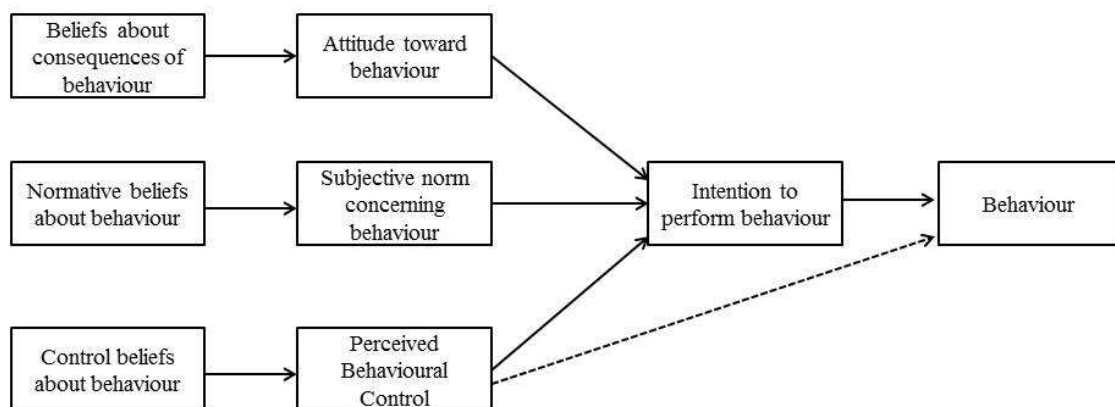 Beliefs about
consequences of
behaviour
Attitude toward
behaviour
Normative beliefs
about behaviour
Subjective norm
concerning
behaviour
Intention to
perform behaviour
Behaviour
Control beliefs
about behaviour
Perceived
Behavioural
Control